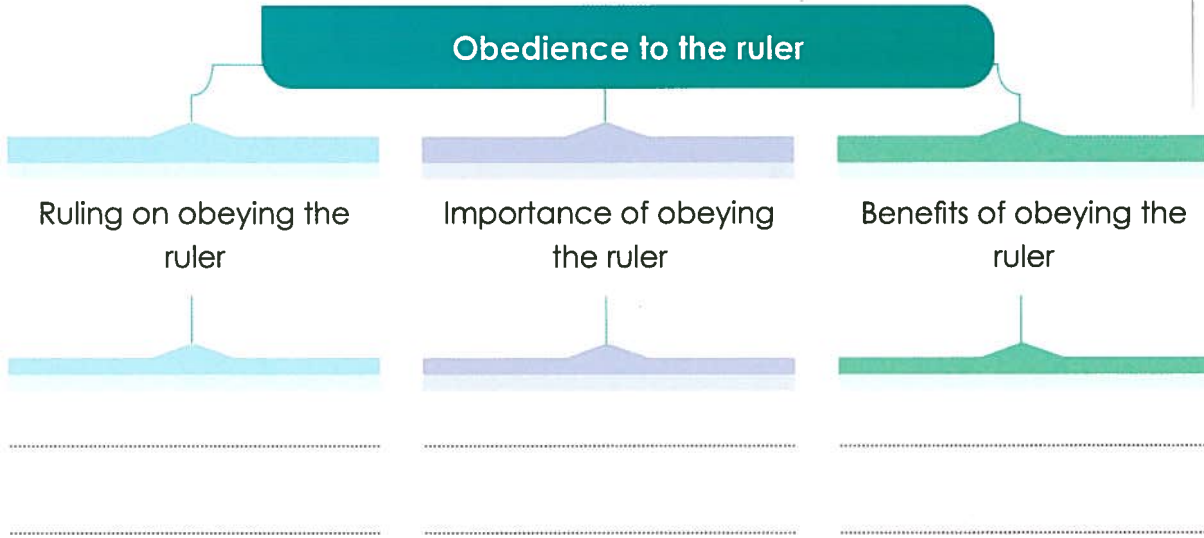 Obedience to the ruler
Ruling on obeying the
ruler
Importance of obeying
the ruler
Benefits of obeying the
ruler